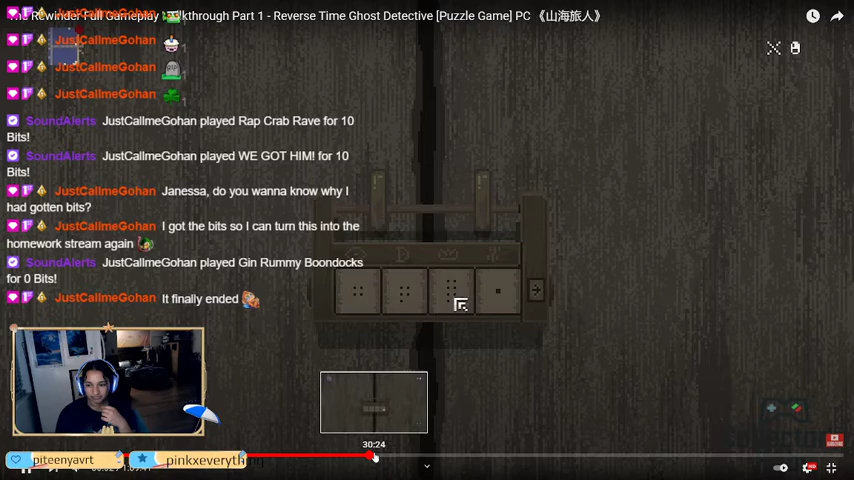 The Rewinder Full Gameplay Walkthrough Part 1 - Reverse Time Ghost Detective [Puzzle Game] PC 《山海旅人》
JustCallmeGohan
JustCallmeGohan 1
JustCallmeGohan 1
JustCallmeGohan 1
SoundAlerts JustCallmeGohan played Rap Crab Rave for 10
Bits!
SoundAlerts JustCallmeGohan played WE GOT HIM! for 10
Bits!
JustCallmeGohan Janessa, do you wanna know why I
had gotten bits?
JustCallmeGohan I got the bits so I can turn this into the
homework stream again
SoundAlerts JustCallmeGohan played Gin Rummy Boondocks
for 0 Bits!
JustCallmeGohan It finally ended
30:24
piteenyavrt
pinkxeverything